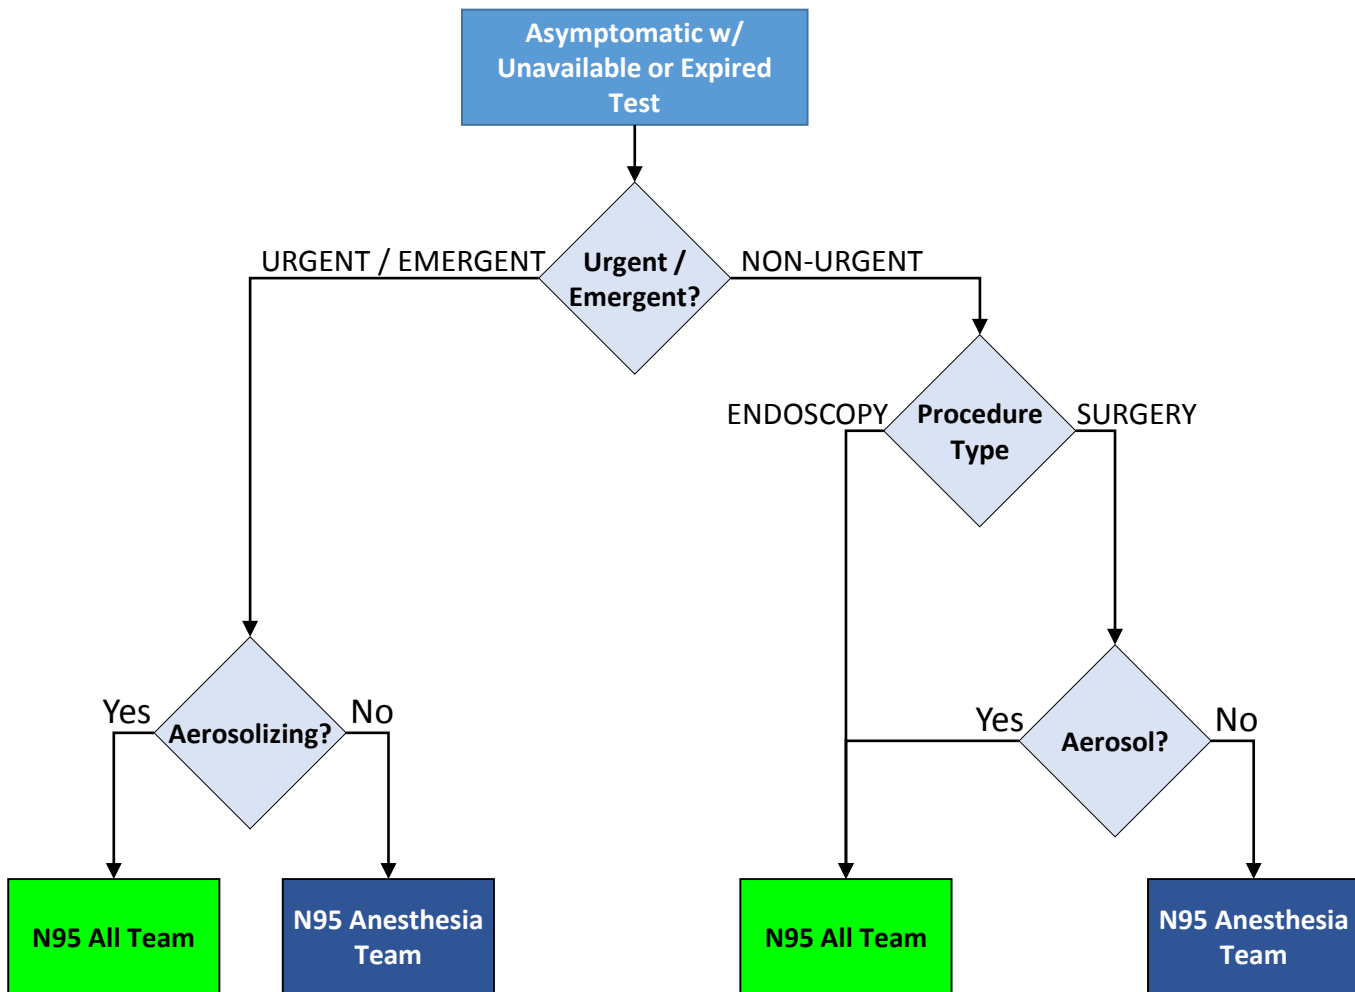 Asymptomatic w/
Unavailable or Expired
Test
URGENT / EMERGENT
Urgent /
Emergent?
NON-URGENT
ENDOSCOPY
Procedure
Type
SURGERY
Yes
Aerosolizing?
No
Yes
Aerosol?
No
N95 All Team
N95 Anesthesia
Team
N95 All Team
N95 Anesthesia
Team